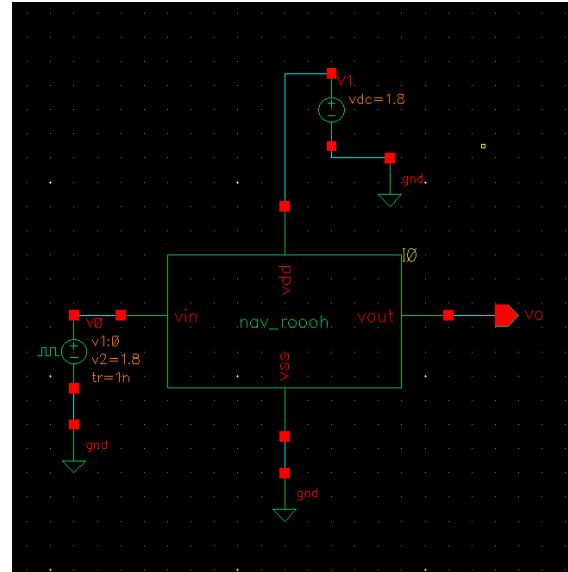 V1
vdc=1.8
gnd
I0
vdd
vin
nav_roooh
vout
vo
vss
V0
v1:0
v2=1.8
tr=1n
gnd
gnd